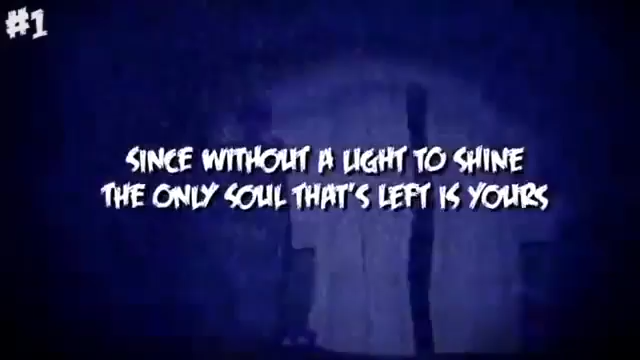 #1
SINCE WITHOUT A LIGHT TO SHINE
THE ONLY SOUL THAT'S LEFT IS YOURS